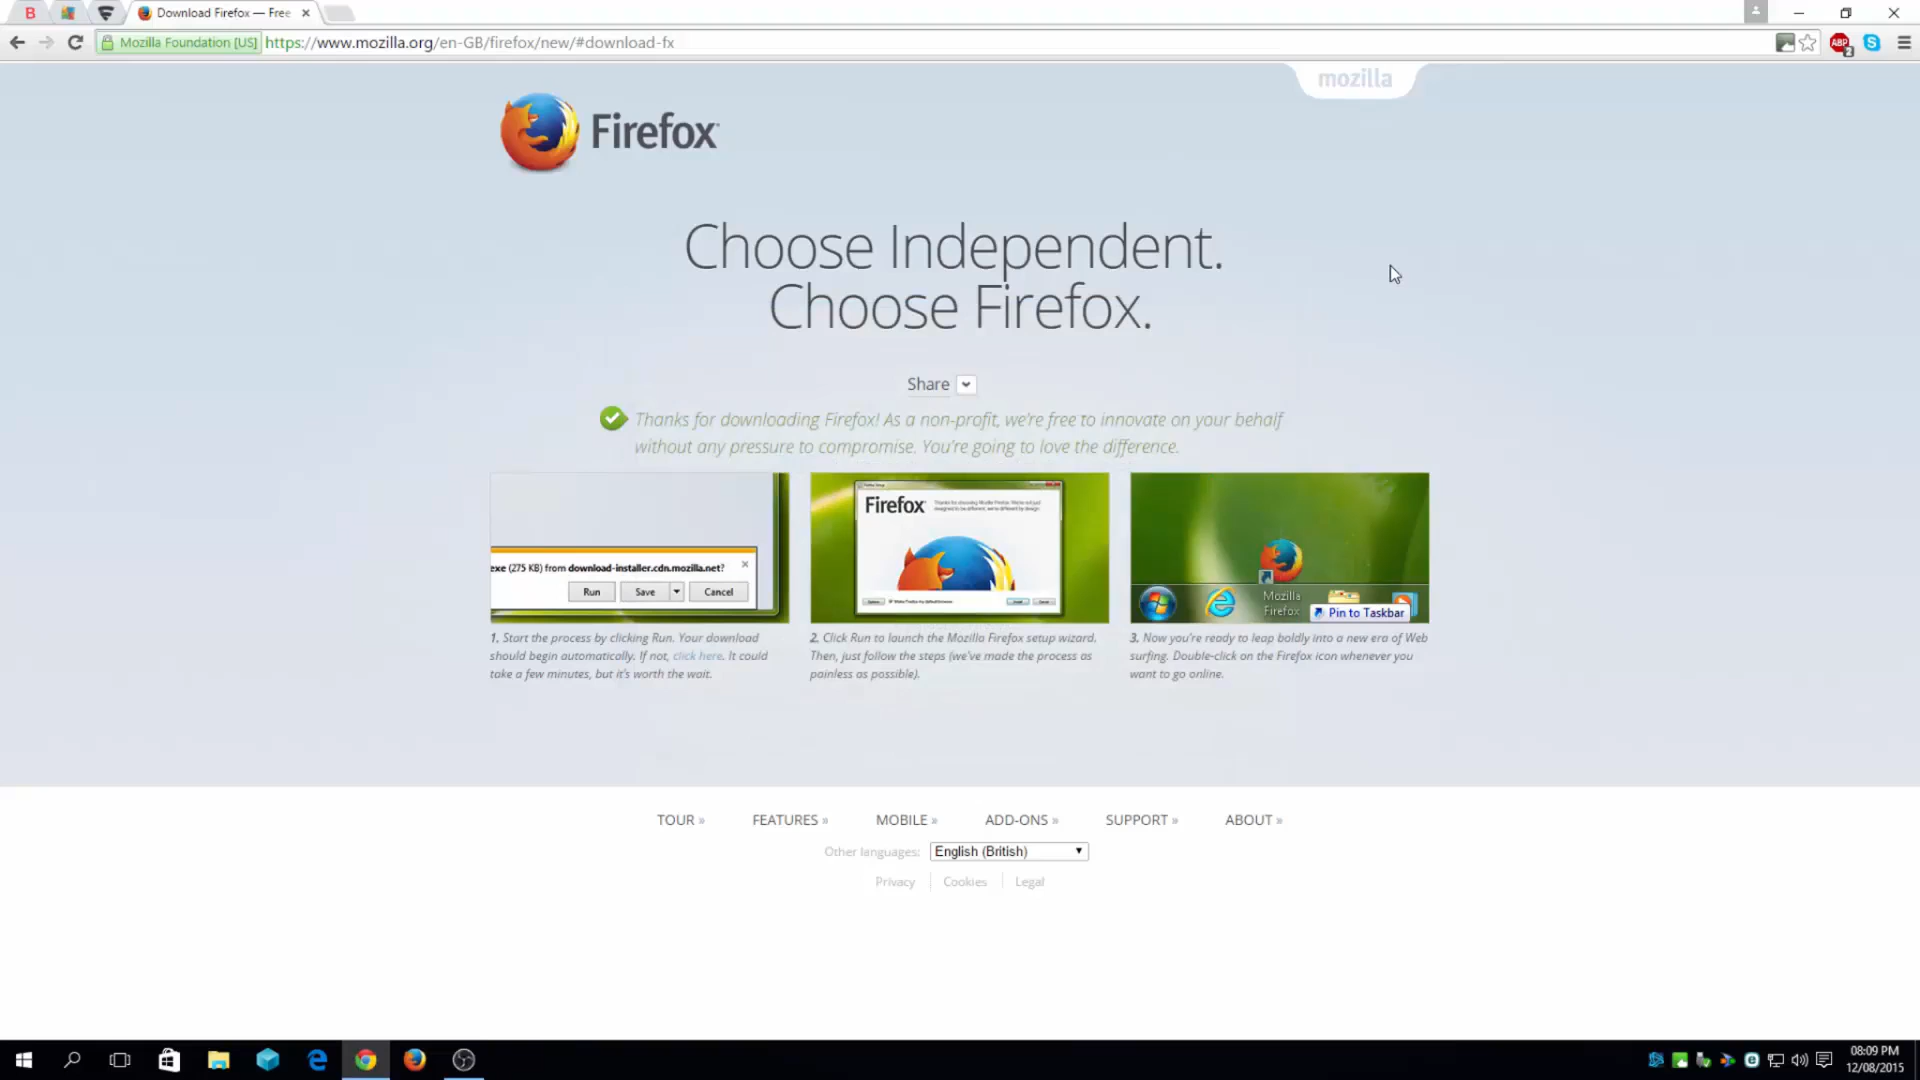 B
Download Firefox — Free
Mozilla Foundation [US]
https://www.mozilla.org/en-GB/firefox/new/#download-fx
ABP
2
mozilla
Firefox
Choose Independent.
Choose Firefox.
Share
Thanks for downloading Firefox! As a non-profit, we're free to innovate on your behalf
without any pressure to compromise. You're going to love the difference.
exe (275 KB) from download-installer.cdn.mozilla.net?
Run
Save
Cancel
Firefox
Mozilla
Firefox
Pin to Taskbar
1. Start the process by clicking Run. Your download
should begin automatically. If not, click here. It could
take a few minutes, but it's worth the wait.
2. Click Run to launch the Mozilla Firefox setup wizard.
Then, just follow the steps (we've made the process as
painless as possible).
3. Now you're ready to leap boldly into a new era of Web
surfing. Double-click on the Firefox icon whenever you
want to go online.
TOUR »
FEATURES »
MOBILE »
ADD-ONS »
SUPPORT »
ABOUT »
Other languages:
English (British)
Privacy
Cookies
Legal
08:09 PM
12/08/2015